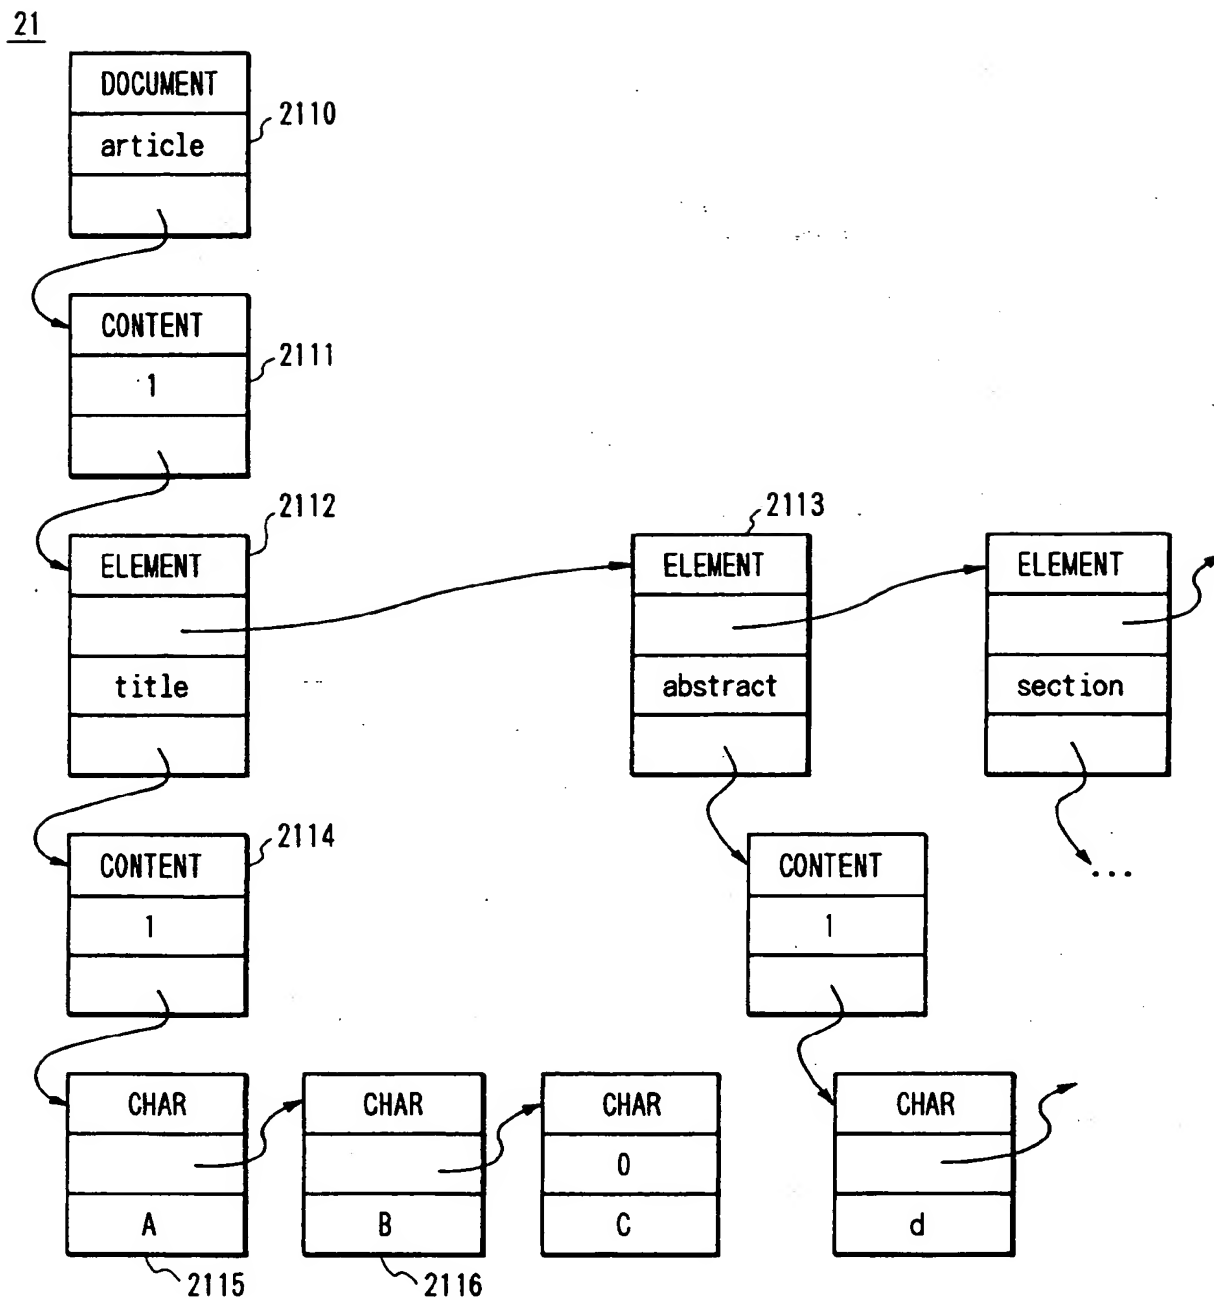 21
DOCUMENT
article
2110
CONTENT
1
2111
ELEMENT
title
2112
ELEMENT
abstract
2113
ELEMENT
section
CONTENT
1
2114
CONTENT
1
...
CHAR
A
2115
CHAR
B
2116
CHAR
0
C
CHAR
d